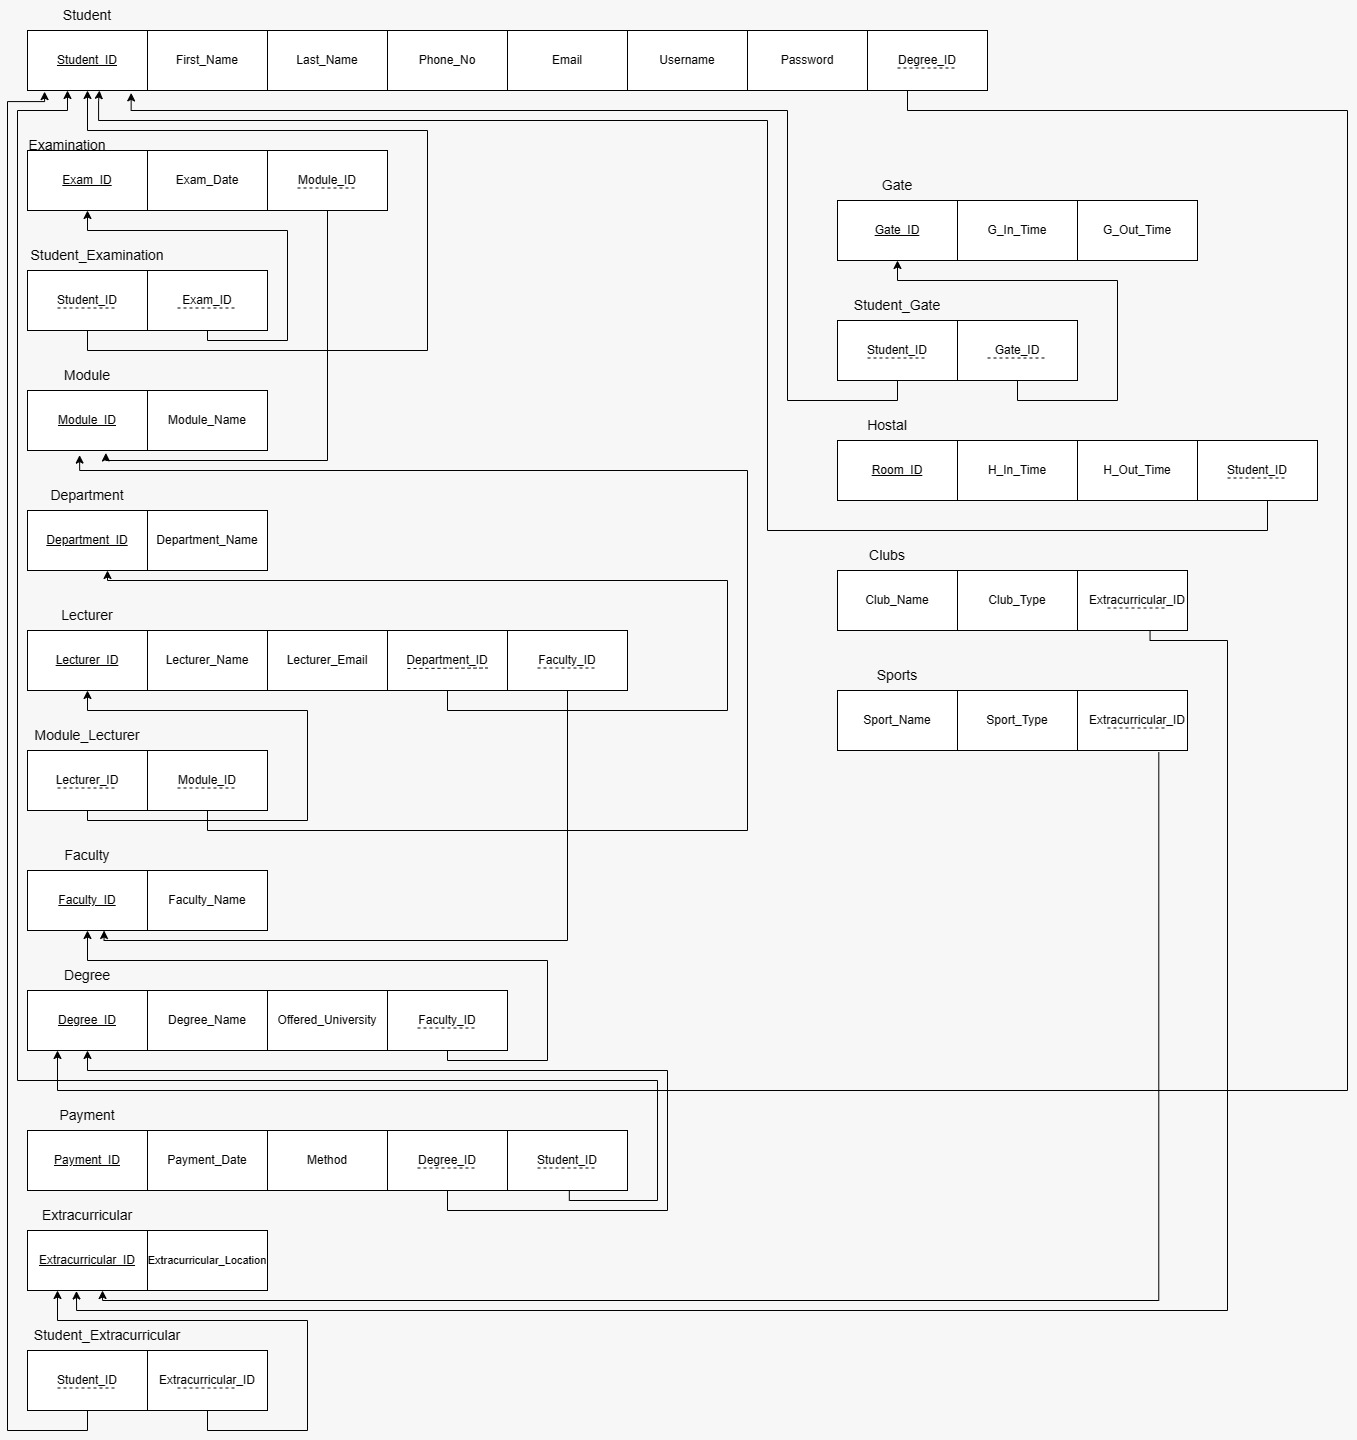 Student
Student_ID First_Name Last_Name Phone_No Email Username Password Degree_ID
Examination
Exam_ID Exam_Date Module_ID
Student_Examination
Student_ID Exam_ID
Module
Module_ID Module_Name
Department
Department_ID Department_Name
Lecturer
Lecturer_ID Lecturer_Name Lecturer_Email Department_ID Faculty_ID
Module_Lecturer
Lecturer_ID Module_ID
Faculty
Faculty_ID Faculty_Name
Degree
Degree_ID Degree_Name Offered_University Faculty_ID
Payment
Payment_ID Payment_Date Method Degree_ID Student_ID
Extracurricular
Extracurricular_ID Extracurricular_Location
Student_Extracurricular
Student_ID Extracurricular_ID
Gate
Gate_ID G_In_Time G_Out_Time
Student_Gate
Student_ID Gate_ID
Hostal
Room_ID H_In_Time H_Out_Time Student_ID
Clubs
Club_Name Club_Type Extracurricular_ID
Sports
Sport_Name Sport_Type Extracurricular_ID